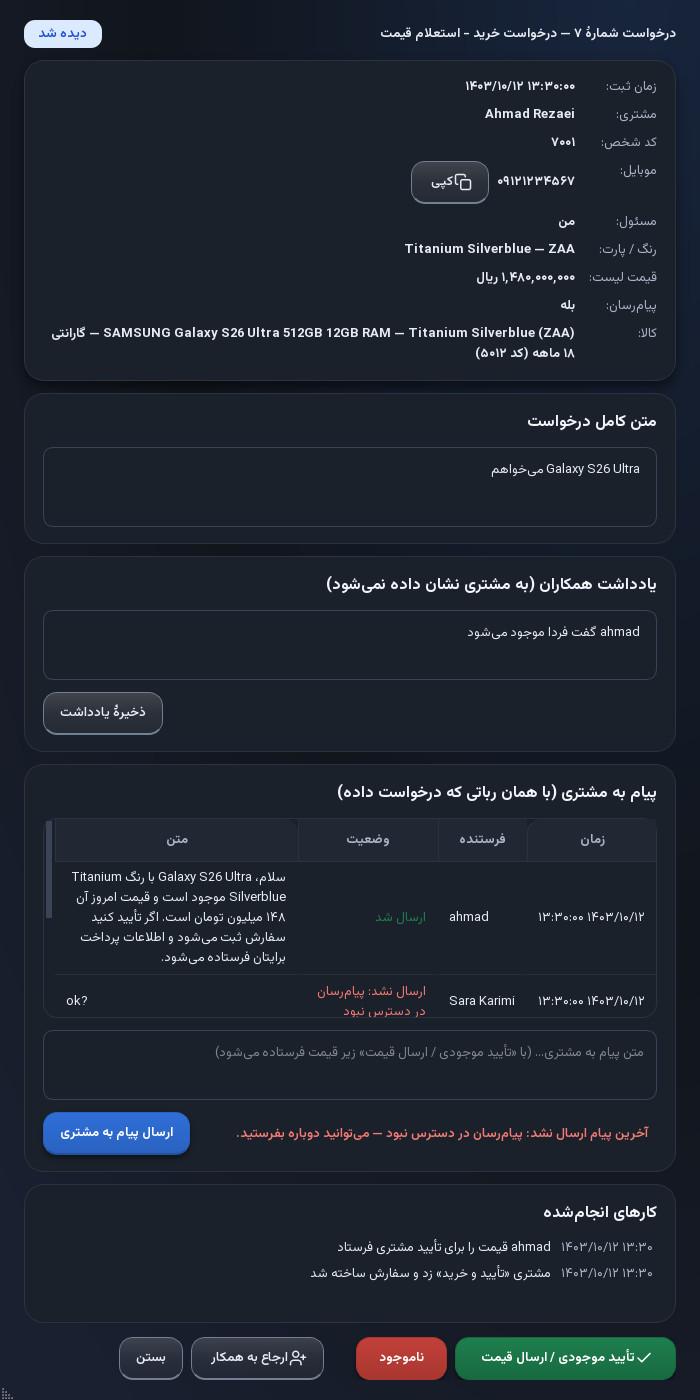 درخواست شمارهٔ ۷ — درخواست خرید - استعلام قیمت
دیده شد
زمان ثبت: ۱۴۰۳/۱۰/۱۲ ۱۳:۳۰:۰۰
مشتری: Ahmad Rezaei
کد شخص: ۷۰۰۱
موبایل: ۰۹۱۲۱۲۳۴۵۶۷ کپی
مسئول: من
رنگ / پارت: Titanium Silverblue — ZAA
قیمت لیست: ۱,۴۸۰,۰۰۰,۰۰۰ ریال
پیام‌رسان: بله
کالا: SAMSUNG Galaxy S26 Ultra 512GB 12GB RAM — Titanium Silverblue (ZAA) — گارانتی
۱۸ ماهه (کد ۵۰۱۲)
متن کامل درخواست
Galaxy S26 Ultra می‌خواهم
یادداشت همکاران (به مشتری نشان داده نمی‌شود)
ahmad گفت فردا موجود می‌شود
ذخیرهٔ یادداشت
پیام به مشتری (با همان رباتی که درخواست داده)
زمان فرستنده وضعیت متن
۱۴۰۳/۱۰/۱۲ ۱۳:۳۰:۰۰ ahmad ارسال شد
سلام، Galaxy S26 Ultra با رنگ Titanium
Silverblue موجود است و قیمت امروز آن
۱۴۸ میلیون تومان است. اگر تأیید کنید
سفارش ثبت می‌شود و اطلاعات پرداخت
برایتان فرستاده می‌شود.
۱۴۰۳/۱۰/۱۲ ۱۳:۳۰:۰۰ Sara Karimi ارسال نشد: پیام‌رسان
در دسترس نبود
ok?
متن پیام به مشتری... (با «تأیید موجودی / ارسال قیمت» زیر قیمت فرستاده می‌شود)
آخرین پیام ارسال نشد: پیام‌رسان در دسترس نبود — می‌توانید دوباره بفرستید.
ارسال پیام به مشتری
کارهای انجام‌شده
۱۴۰۳/۱۰/۱۲ ۱۳:۳۰ ahmad قیمت را برای تأیید مشتری فرستاد
۱۴۰۳/۱۰/۱۲ ۱۳:۳۰ مشتری «تأیید و خرید» زد و سفارش ساخته شد
تأیید موجودی / ارسال قیمت
ناموجود
ارجاع به همکار
بستن